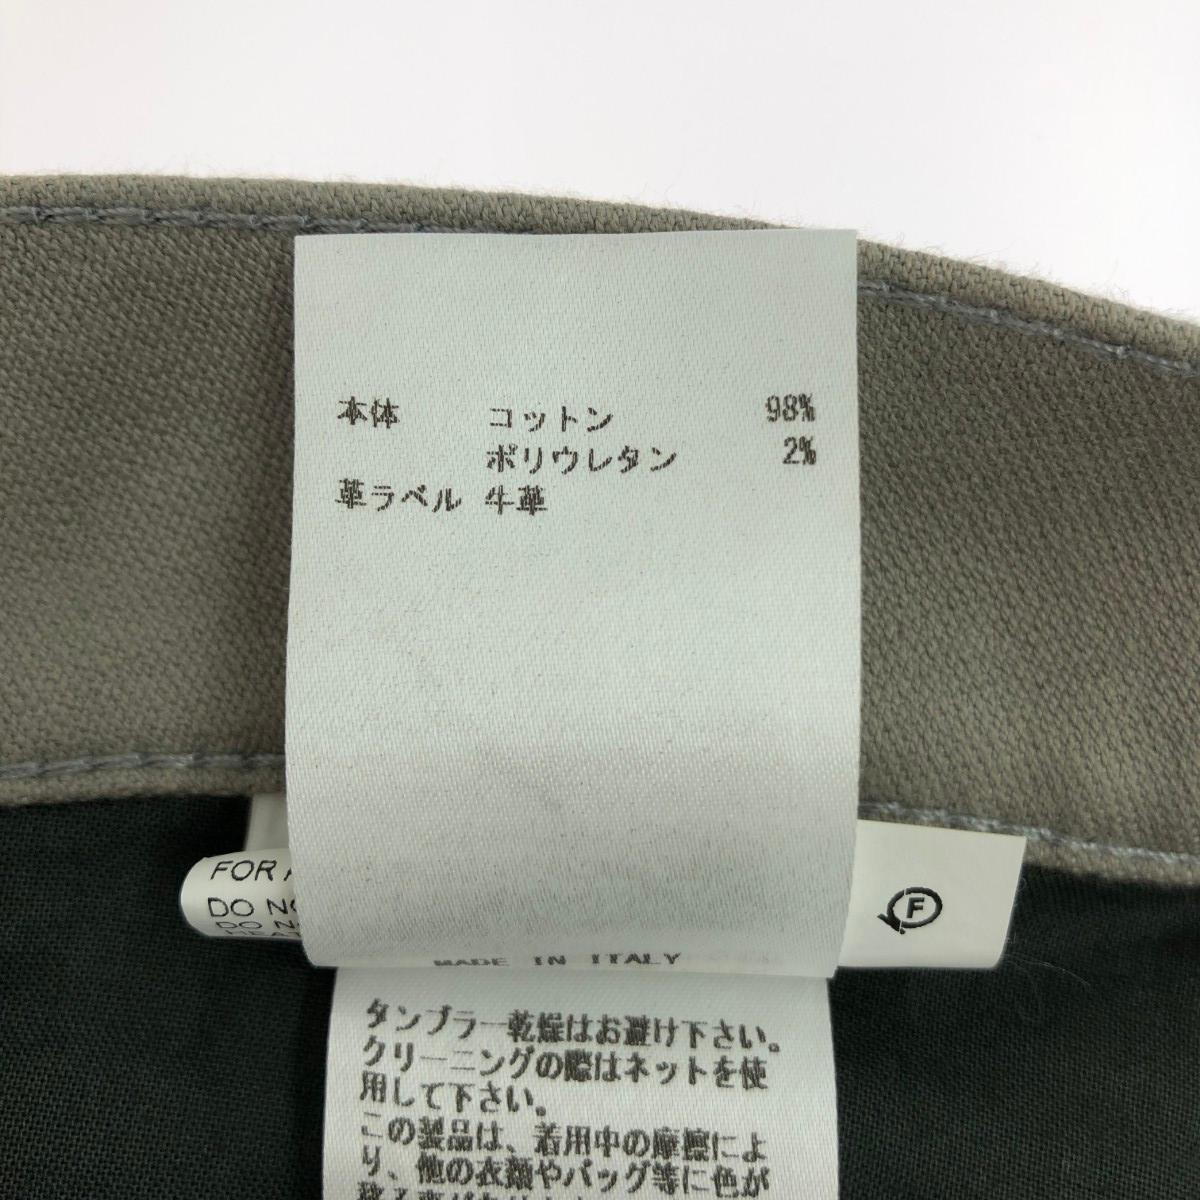 本体 コットン 98%
ポリウレタン 2%
革ラベル 牛革
FOR
DO
DO
F
MADE IN ITALY
タンブラー乾燥はお避け下さい。
クリーニングの際はネットを使
用して下さい。
この製品は、着用中の摩擦によ
り、他の衣類やバッグ等に色が